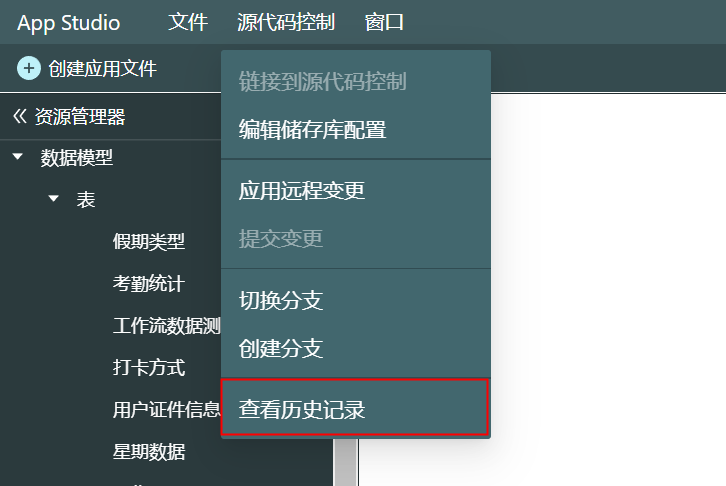 App Studio 文件 源代码控制 窗口
创建应用文件
链接到源代码控制
编辑储存库配置
应用远程变更
提交变更
切换分支
创建分支
查看历史记录
资源管理器
数据模型
表
假期类型
考勤统计
工作流数据测
打卡方式
用户证件信息
星期数据